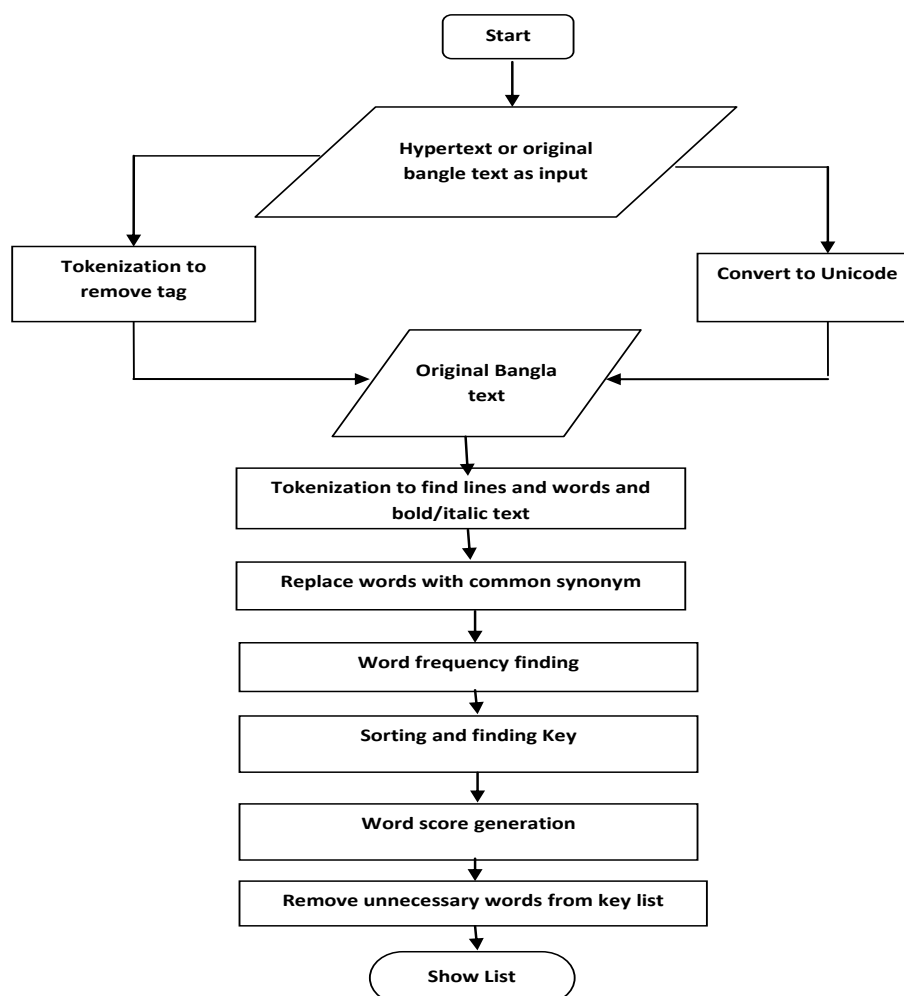 Start
Hypertext or original
bangle text as input
Tokenization to
remove tag
Convert to Unicode
Original Bangla
text
Tokenization to find lines and words and
bold/italic text
Replace words with common synonym
Word frequency finding
Sorting and finding Key
Word score generation
Remove unnecessary words from key list
Show List